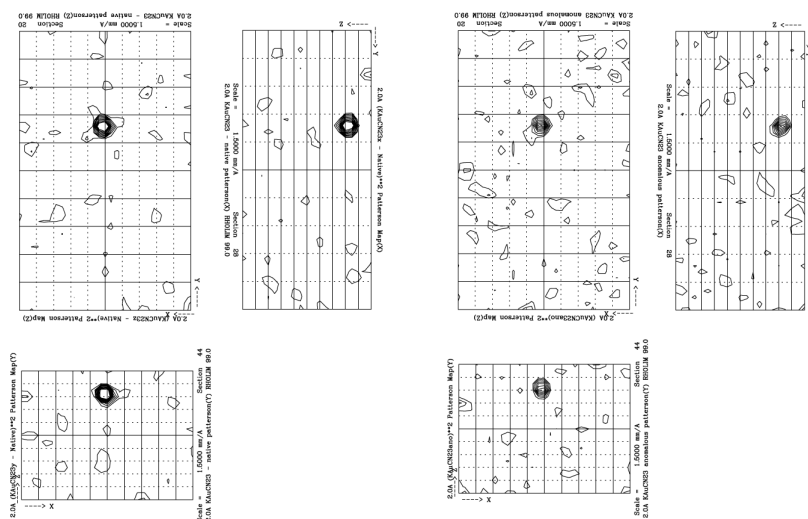 2.0A KAuCN23 - native patterson(Z) RHOLIM 99.0
Scale = 1.5000 mm/A Section 20
Y <----
X <----
2.0A (KAuCN23z - Native)**2 Patterson Map(Z)
Z <----
----> Y
2.0A (KAuCN23x - Native)**2 Patterson Map(X)
Scale = 1.5000 mm/A Section 28
2.0A KAuCN23 - native patterson(X) RHOLIM 99.0
2.0A (KAuCN23y - Native)**2 Patterson Map(Y)
----> X
Scale = 1.5000 mm/A Section 44
2.0A KAuCN23 - native patterson(Y) RHOLIM 99.0
2.0A KAuCN23 anomalous patterson(Z) RHOLIM 99.0
Scale = 1.5000 mm/A Section 20
Y <----
X <----
2.0A (KAuCN23ano)**2 Patterson Map(Z)
Z <----
Scale = 1.5000 mm/A Section 28
2.0A KAuCN23 anomalous patterson(X)
2.0A (KAuCN23ano)**2 Patterson Map(Y)
----> X
Scale = 1.5000 mm/A Section 44
2.0A KAuCN23 anomalous patterson(Y) RHOLIM 99.0